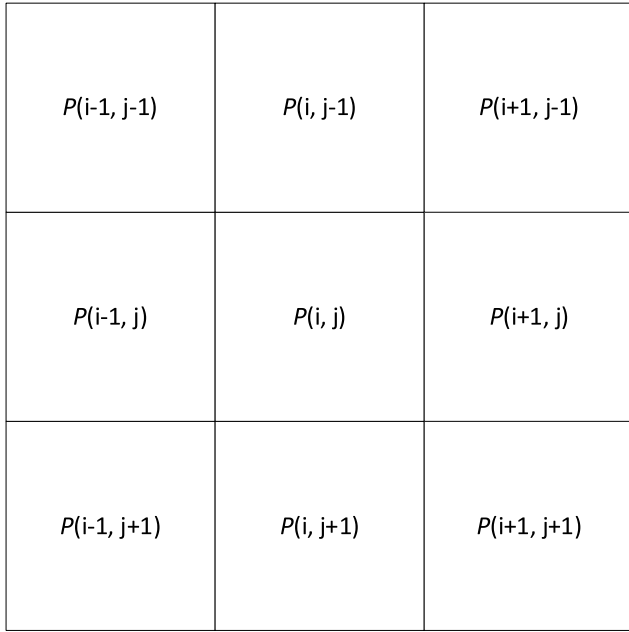 P(i-1, j-1) P(i, j-1) P(i+1, j-1)
P(i-1, j) P(i, j) P(i+1, j)
P(i-1, j+1) P(i, j+1) P(i+1, j+1)